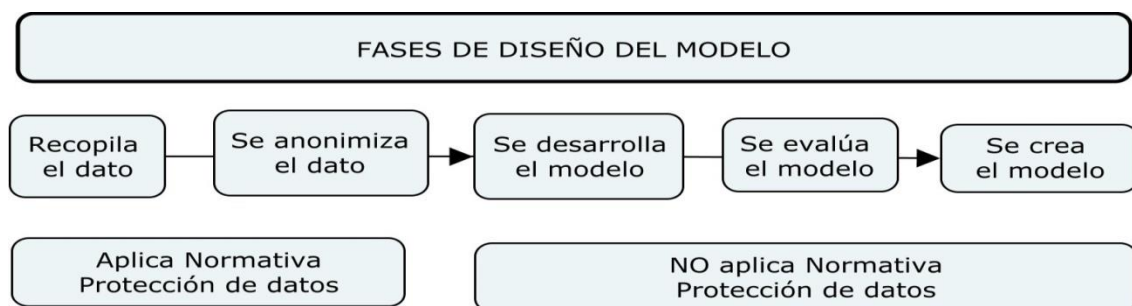 FASES DE DISEÑO DEL MODELO
Recopila
el dato
Se anonimiza
el dato
Se desarrolla
el modelo
Se evalúa
el modelo
Se crea
el modelo
Aplica Normativa
Protección de datos
NO aplica Normativa
Protección de datos